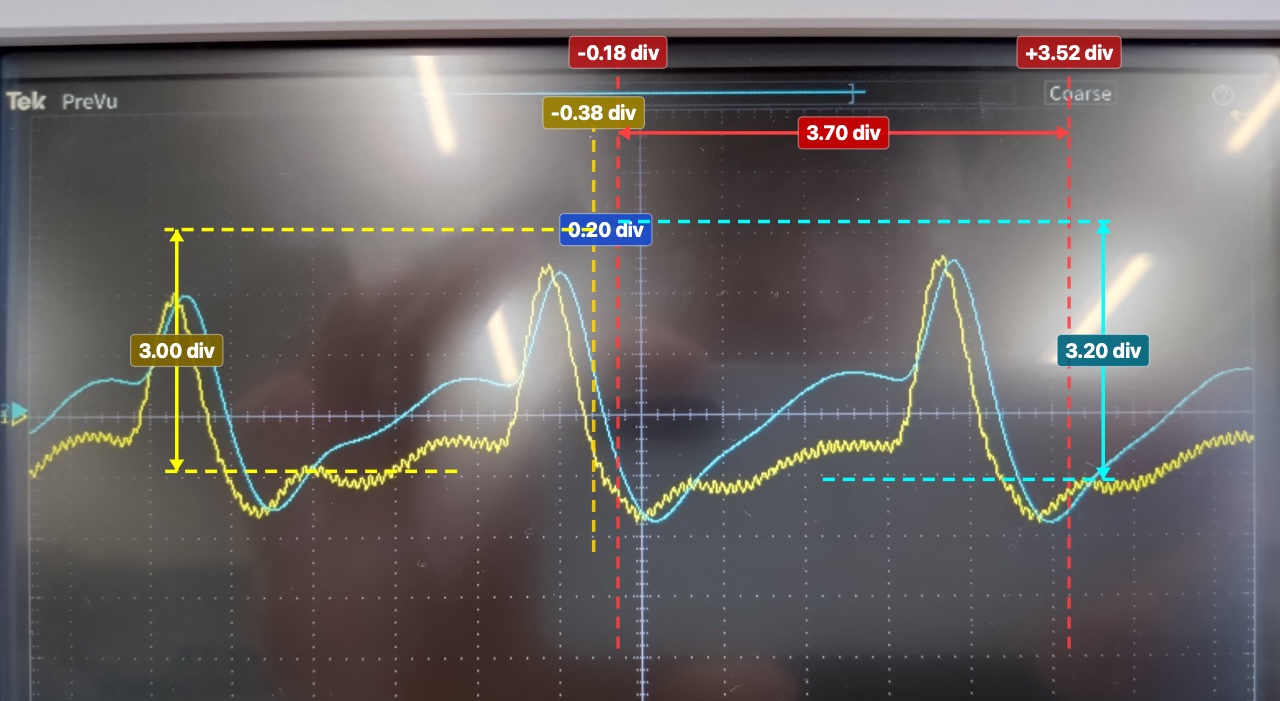 -0.18 div
+3.52 div
Tek PreVu
Coarse
?
-0.38 div
3.70 div
0.20 div
3.00 div
3.20 div